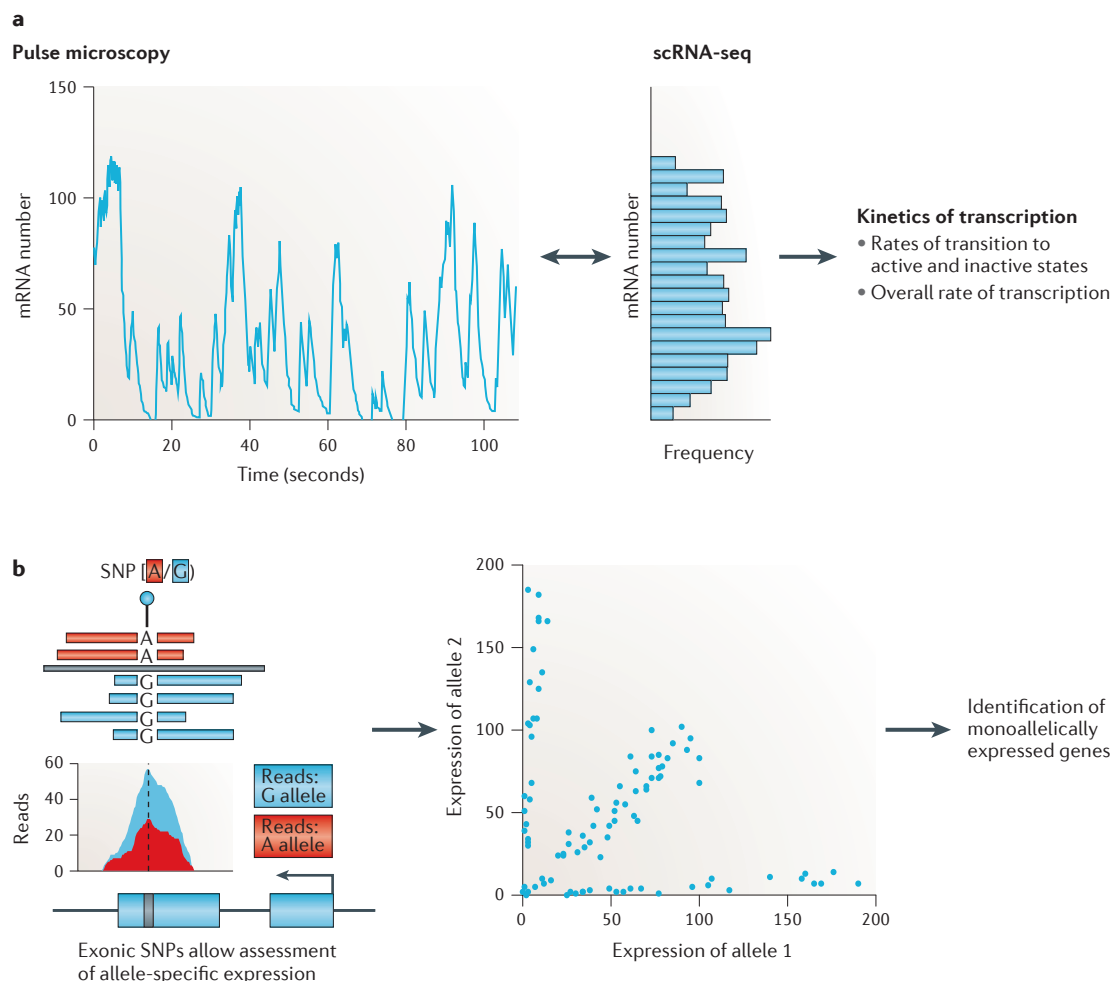 a
Pulse microscopy
scRNA-seq
150
100
50
0
mRNA number
0 20 40 60 80 100
Time (seconds)
mRNA number
Frequency
Kinetics of transcription
• Rates of transition to
active and inactive states
• Overall rate of transcription
b
SNP [A/G)
A
A
G
G
G
G
60
40
20
0
Reads
Reads:
G allele
Reads:
A allele
Exonic SNPs allow assessment
of allele-specific expression
200
150
100
50
0
Expression of allele 2
0 50 100 150 200
Expression of allele 1
Identification of
monoallelically
expressed genes